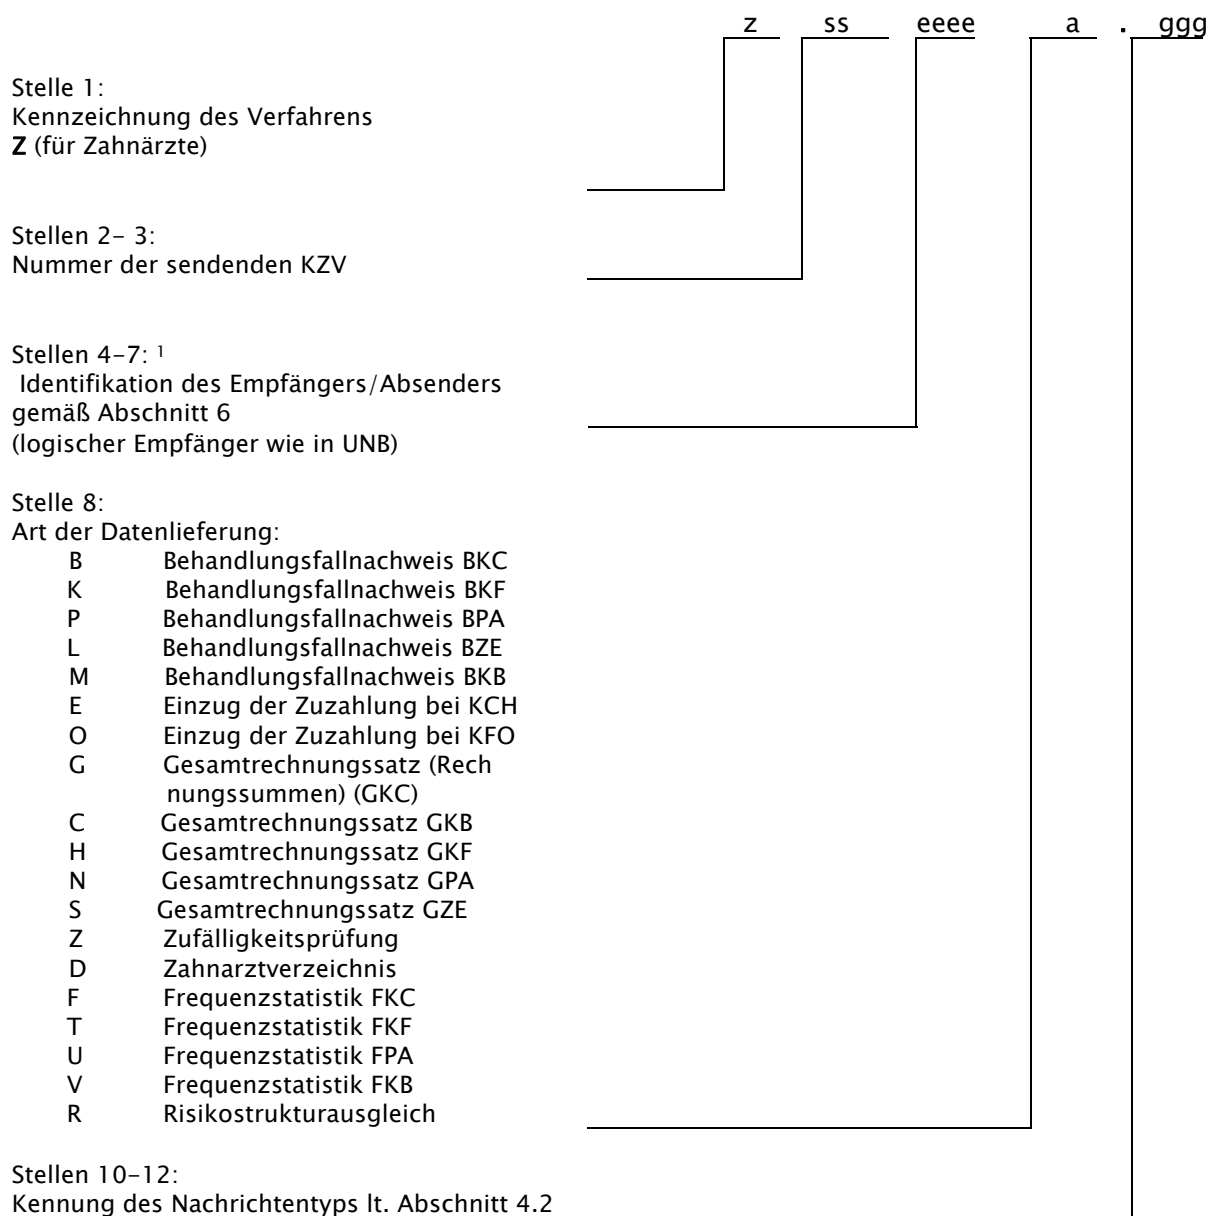 z ss eeee a . ggg
Stelle 1:
Kennzeichnung des Verfahrens
Z (für Zahnärzte)
Stellen 2- 3:
Nummer der sendenden KZV
Stellen 4-7: 1
Identifikation des Empfängers/Absenders
gemäß Abschnitt 6
(logischer Empfänger wie in UNB)
Stelle 8:
Art der Datenlieferung:
B Behandlungsfallnachweis BKC
K Behandlungsfallnachweis BKF
P Behandlungsfallnachweis BPA
L Behandlungsfallnachweis BZE
M Behandlungsfallnachweis BKB
E Einzug der Zuzahlung bei KCH
O Einzug der Zuzahlung bei KFO
G Gesamtrechnungssatz (Rech
nungssummen) (GKC)
C Gesamtrechnungssatz GKB
H Gesamtrechnungssatz GKF
N Gesamtrechnungssatz GPA
S Gesamtrechnungssatz GZE
Z Zufälligkeitsprüfung
D Zahnarztverzeichnis
F Frequenzstatistik FKC
T Frequenzstatistik FKF
U Frequenzstatistik FPA
V Frequenzstatistik FKB
R Risikostrukturausgleich
Stellen 10-12:
Kennung des Nachrichtentyps lt. Abschnitt 4.2